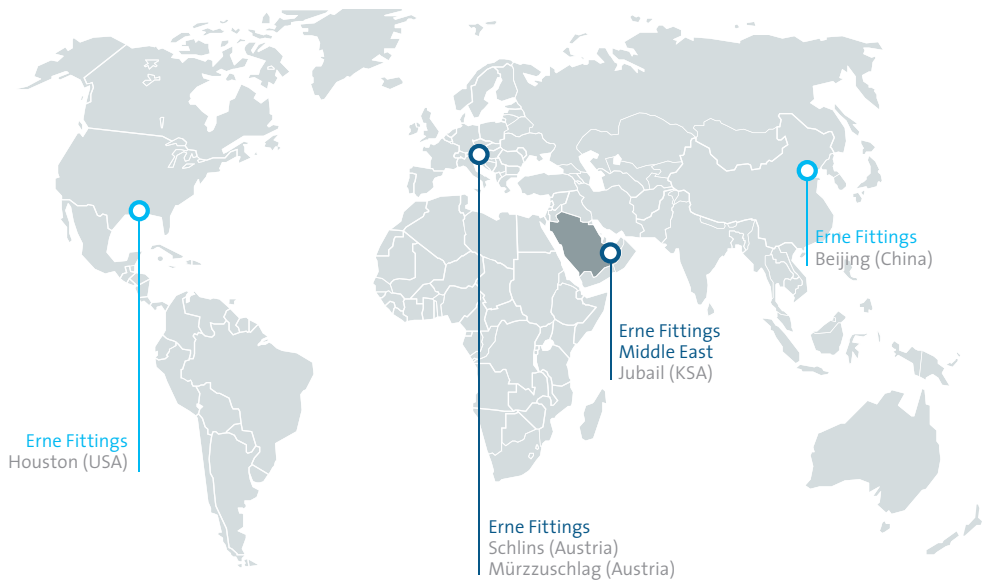 Erne Fittings
Beijing (China)
Erne Fittings
Middle East
Jubail (KSA)
Erne Fittings
Houston (USA)
Erne Fittings
Schlins (Austria)
Mürzzuschlag (Austria)